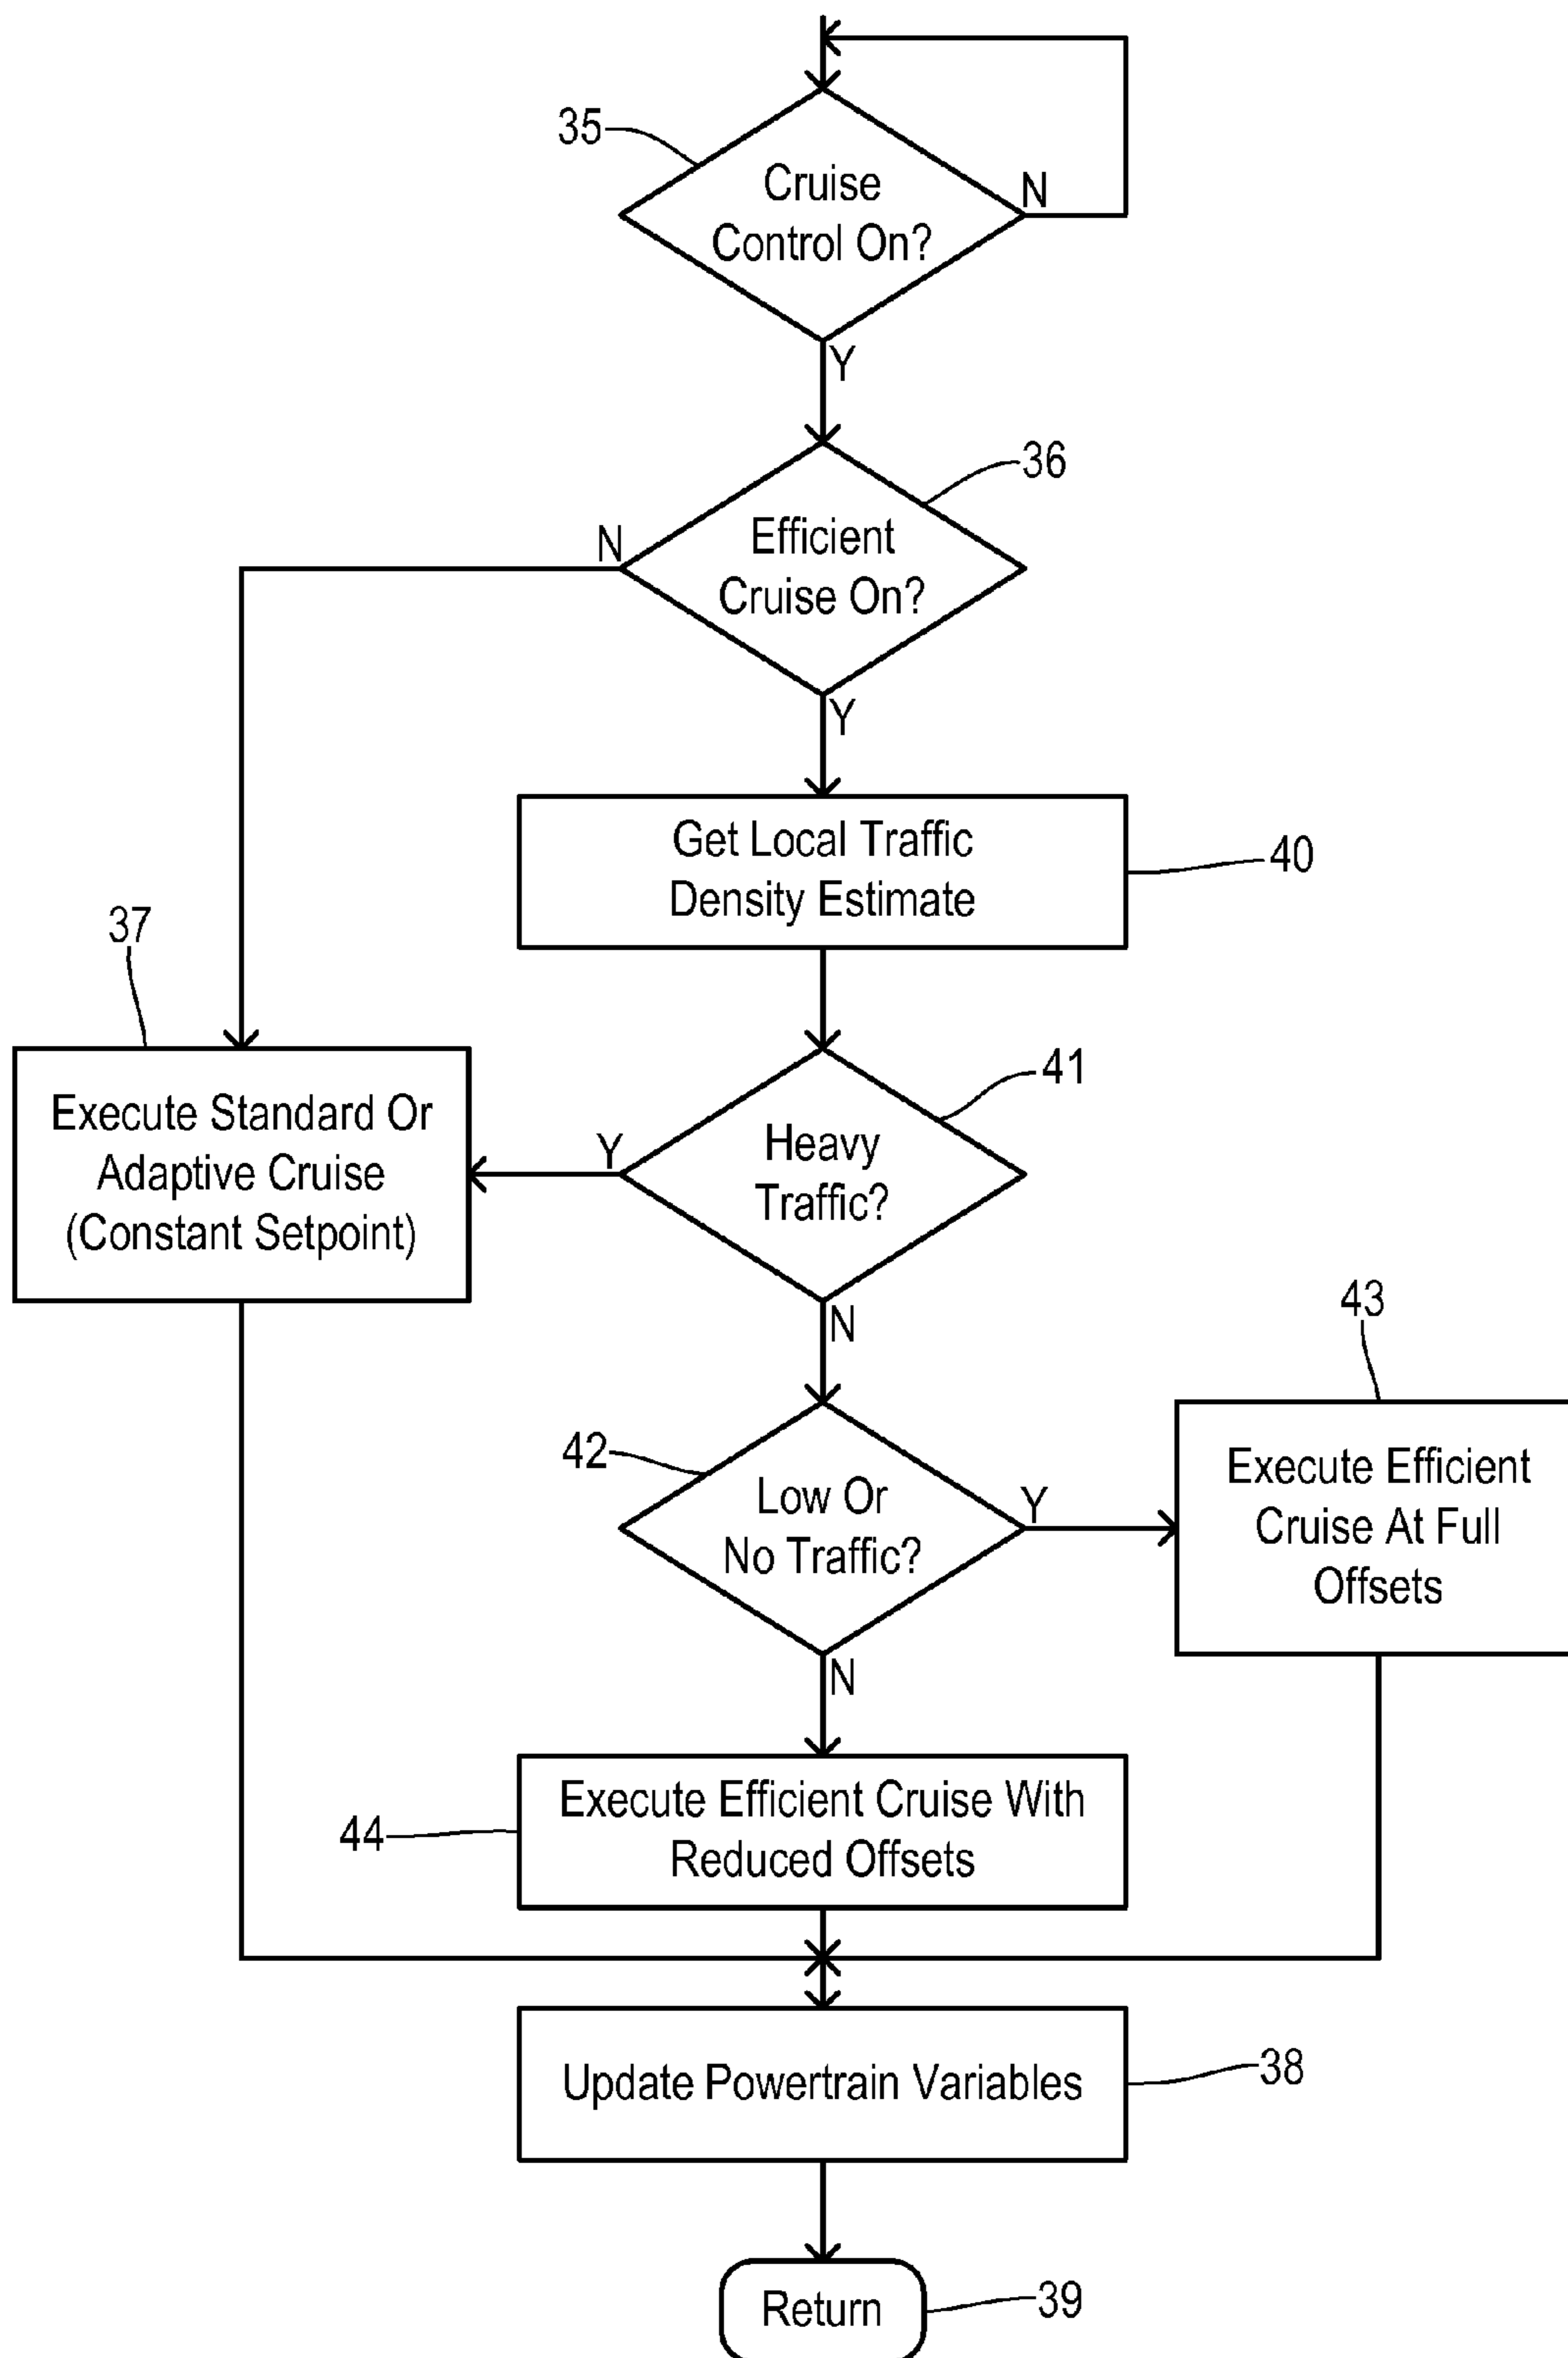 35
Cruise
Control On?
N
Y
36
Efficient
Cruise On?
N
Y
Get Local Traffic
Density Estimate
40
37
Execute Standard Or
Adaptive Cruise
(Constant Setpoint)
41
Heavy
Traffic?
Y
N
43
42
Low Or
No Traffic?
Y
Execute Efficient
Cruise At Full
Offsets
N
Execute Efficient Cruise With
Reduced Offsets
44
Update Powertrain Variables
38
Return
39